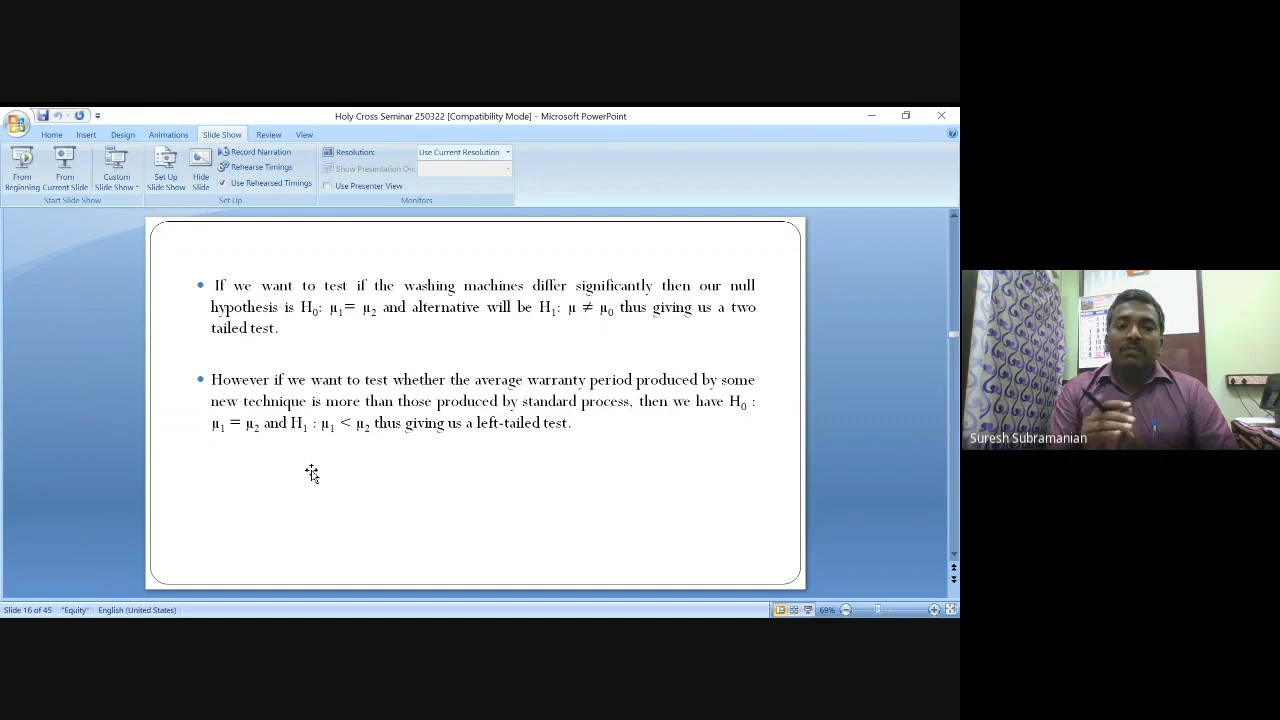 Holy Cross Seminar 250322 [Compatibility Mode] - Microsoft PowerPoint
Home Insert Design Animations Slide Show Review View
From Beginning
From Current Slide
Custom Slide Show
Start Slide Show
Set Up Slide Show
Hide Slide
Record Narration
Rehearse Timings
Use Rehearsed Timings
Set Up
Resolution: Use Current Resolution
Show Presentation On:
Use Presenter View
Monitors
• If we want to test if the washing machines differ significantly then our null
hypothesis is H₀: µ₁= µ₂ and alternative will be H₁: µ ≠ µ₀ thus giving us a two
tailed test.
• However if we want to test whether the average warranty period produced by some
new technique is more than those produced by standard process, then we have H₀ :
µ₁ = µ₂ and H₁ : µ₁ < µ₂ thus giving us a left-tailed test.
Slide 16 of 45 "Equity" English (United States) 69%
Suresh Subramanian